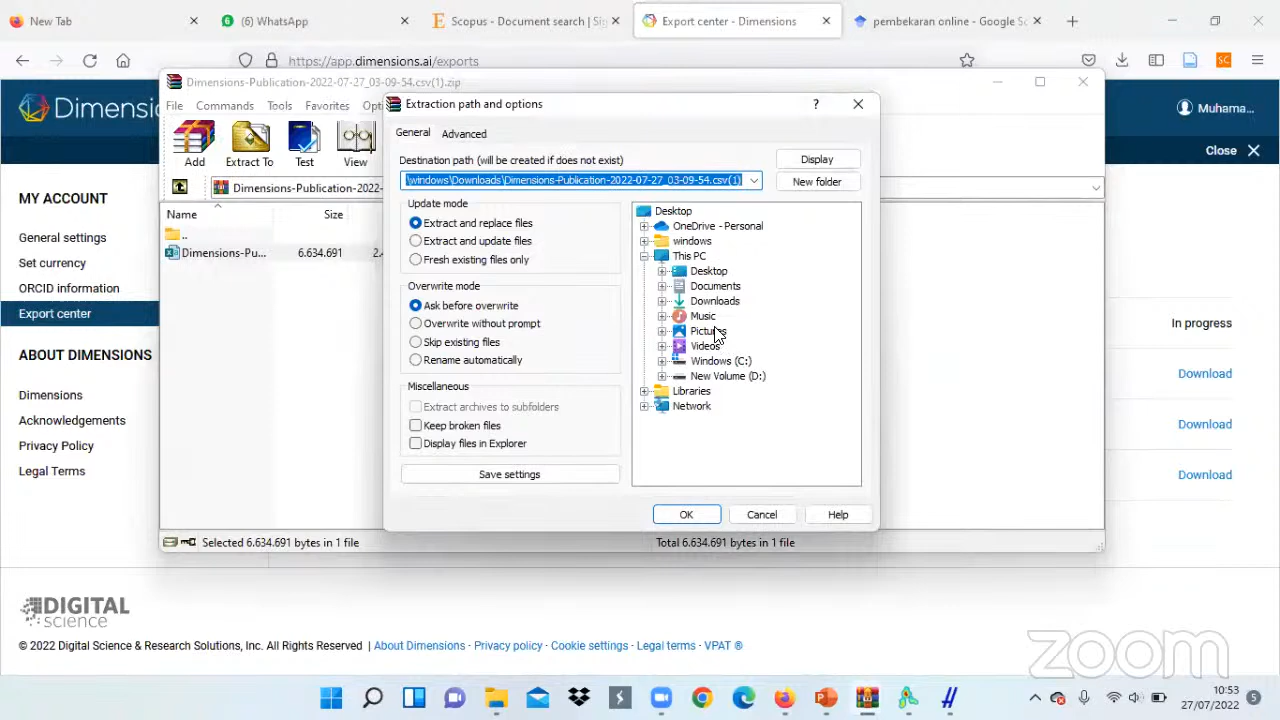 New Tab
(6) WhatsApp
Scopus - Document search | Sig
Export center - Dimensions
pembekaran online - Google Sc
https://app.dimensions.ai/exports
Dimensions-Publication-2022-07-27_03-09-54.csv(1).zip
File
Commands
Tools
Favorites
Opt
Add
Extract To
Test
View
Dimensions-Publication-2022-
Name
Size
..
Dimensions-Pu...
6.634.691
2.
Selected 6.634.691 bytes in 1 file
Total 6.634.691 bytes in 1 file
Extraction path and options
General
Advanced
Destination path (will be created if does not exist)
\windows\Downloads\Dimensions-Publication-2022-07-27_03-09-54.csv(1)
Display
New folder
Update mode
Extract and replace files
Extract and update files
Fresh existing files only
Overwrite mode
Ask before overwrite
Overwrite without prompt
Skip existing files
Rename automatically
Miscellaneous
Extract archives to subfolders
Keep broken files
Display files in Explorer
Save settings
Desktop
OneDrive - Personal
windows
This PC
Desktop
Documents
Downloads
Music
Pictures
Videos
Windows (C:)
New Volume (D:)
Libraries
Network
OK
Cancel
Help
Dimensi
Muhama...
Close
MY ACCOUNT
General settings
Set currency
ORCID information
Export center
ABOUT DIMENSIONS
Dimensions
Acknowledgements
Privacy Policy
Legal Terms
In progress
Download
Download
Download
DIGITAL
science
© 2022 Digital Science & Research Solutions, Inc. All Rights Reserved | About Dimensions · Privacy policy · Cookie settings · Legal terms · VPAT ®
zoom
10:53
27/07/2022
5